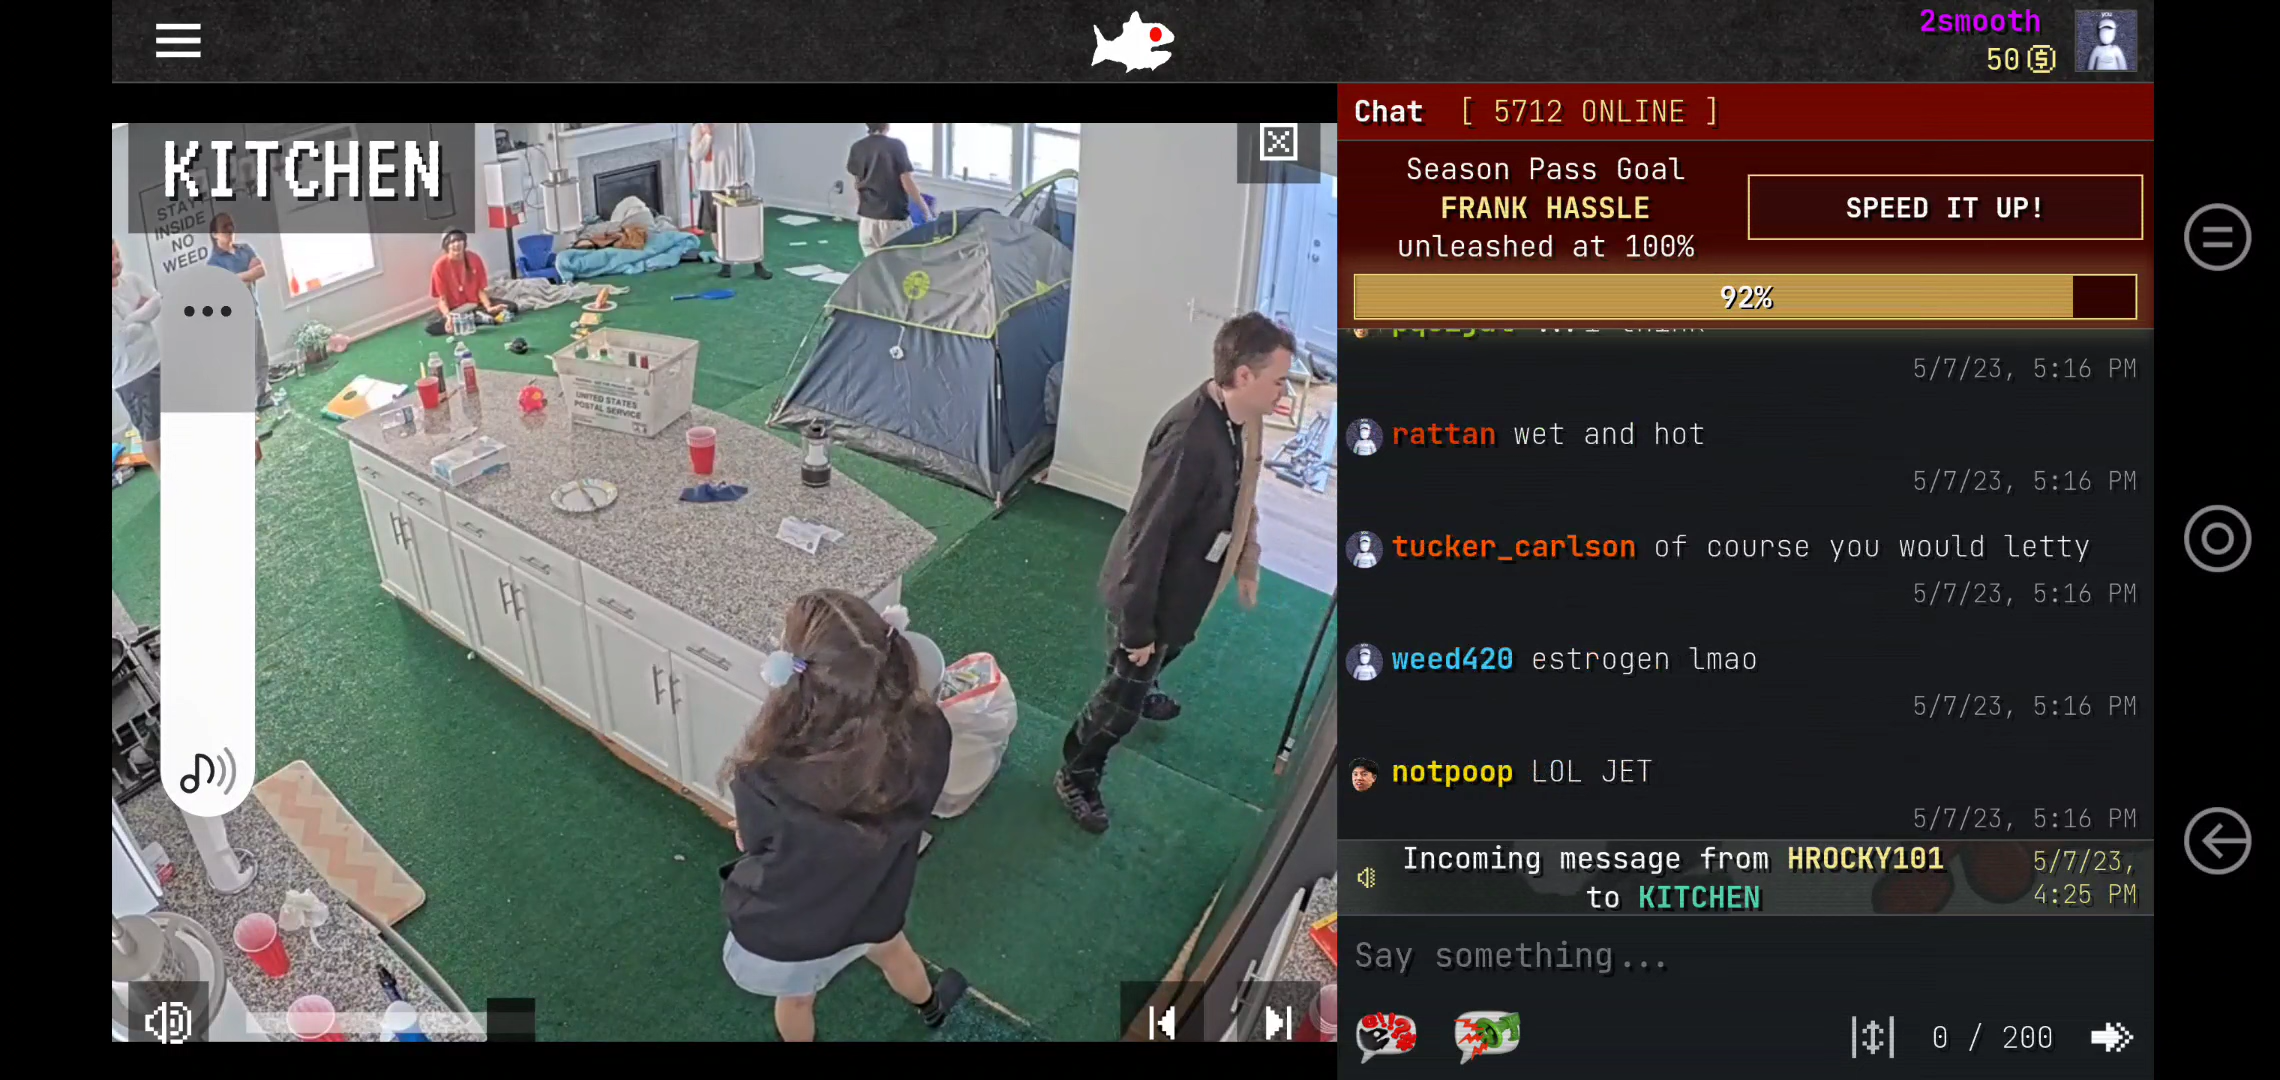 2smooth
50
KITCHEN
STAY
INSIDE
NO
WEED
UNITED STATES
POSTAL SERVICE
Chat [ 5712 ONLINE ]
Season Pass Goal
FRANK HASSLE
unleashed at 100%
SPEED IT UP!
92%
5/7/23, 5:16 PM
rattan wet and hot
5/7/23, 5:16 PM
tucker_carlson of course you would letty
5/7/23, 5:16 PM
weed420 estrogen lmao
5/7/23, 5:16 PM
notpoop LOL JET
5/7/23, 5:16 PM
Incoming message from HROCKY101
to KITCHEN
5/7/23,
4:25 PM
Say something...
0 / 200